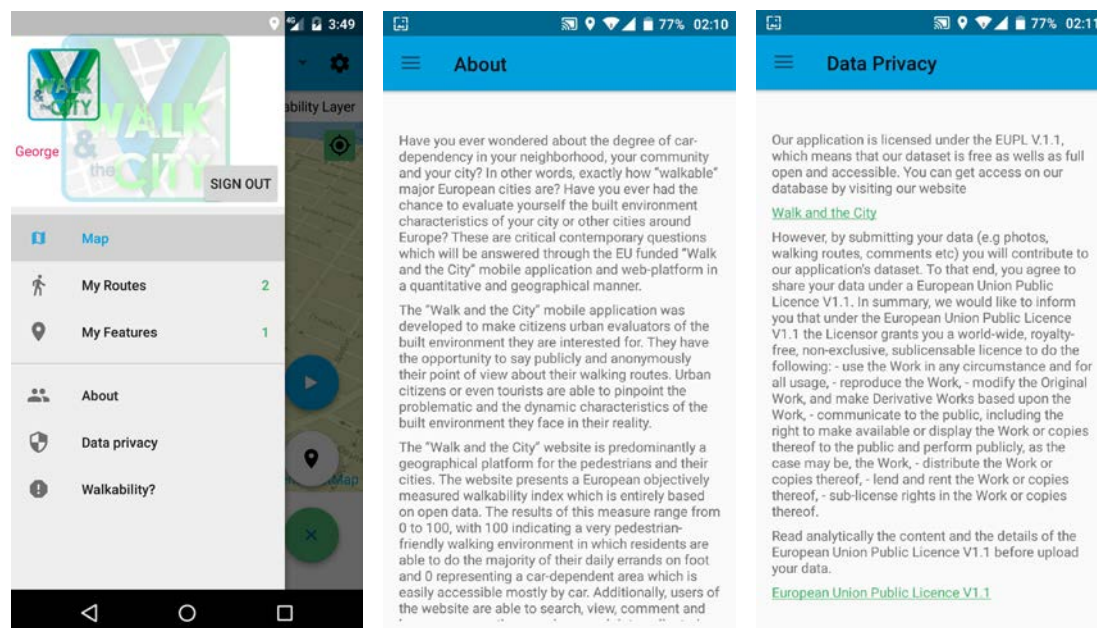 4G 3:49
WALK
&
the CITY
WALK
&
the CITY
George
SIGN OUT
ability Layer
Map
My Routes 2
My Features 1
About
Data privacy
Walkability?
77% 02:10
About
Have you ever wondered about the degree of car-
dependency in your neighborhood, your community
and your city? In other words, exactly how "walkable"
major European cities are? Have you ever had the
chance to evaluate yourself the built environment
characteristics of your city or other cities around
Europe? These are critical contemporary questions
which will be answered through the EU funded "Walk
and the City" mobile application and web-platform in
a quantitative and geographical manner.
The "Walk and the City" mobile application was
developed to make citizens urban evaluators of the
built environment they are interested for. They have
the opportunity to say publicly and anonymously
their point of view about their walking routes. Urban
citizens or even tourists are able to pinpoint the
problematic and the dynamic characteristics of the
built environment they face in their reality.
The "Walk and the City" website is predominantly a
geographical platform for the pedestrians and their
cities. The website presents a European objectively
measured walkability index which is entirely based
on open data. The results of this measure range from
0 to 100, with 100 indicating a very pedestrian-
friendly walking environment in which residents are
able to do the majority of their daily errands on foot
and 0 representing a car-dependent area which is
easily accessible mostly by car. Additionally, users of
the website are able to search, view, comment and
77% 02:11
Data Privacy
Our application is licensed under the EUPL V.1.1,
which means that our dataset is free as wells as full
open and accessible. You can get access on our
database by visiting our website
Walk and the City
However, by submitting your data (e.g photos,
walking routes, comments etc) you will contribute to
our application's dataset. To that end, you agree to
share your data under a European Union Public
Licence V1.1. In summary, we would like to inform
you that under the European Union Public Licence
V1.1 the Licensor grants you a world-wide, royalty-
free, non-exclusive, sublicensable licence to do the
following: - use the Work in any circumstance and for
all usage, - reproduce the Work, - modify the Original
Work, and make Derivative Works based upon the
Work, - communicate to the public, including the
right to make available or display the Work or copies
thereof to the public and perform publicly, as the
case may be, the Work, - distribute the Work or
copies thereof, - lend and rent the Work or copies
thereof, - sub-license rights in the Work or copies
thereof.
Read analytically the content and the details of the
European Union Public Licence V1.1 before upload
your data.
European Union Public Licence V1.1